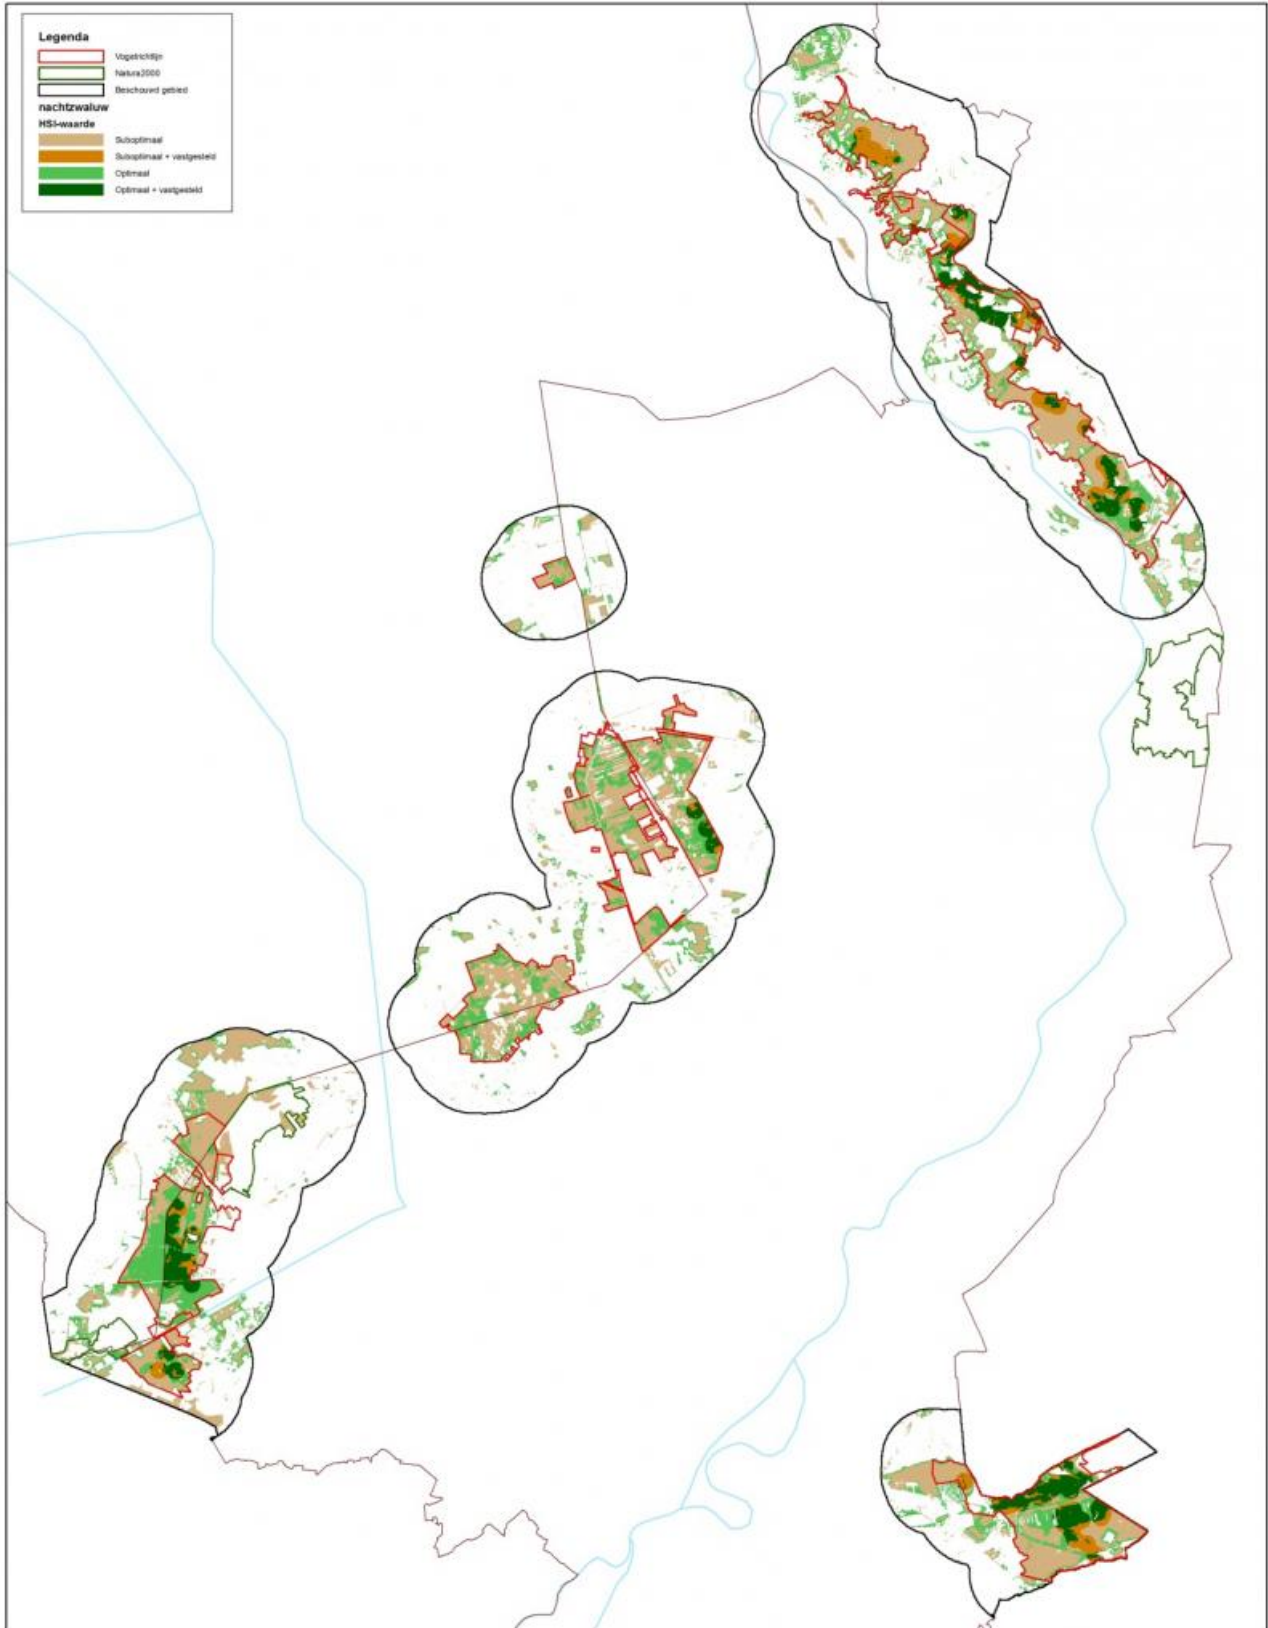 Legenda
Vogelrichtlijn
Natura2000
Beschouwd gebied
nachtzwaluw
HSI-waarde
Suboptimaal
Suboptimaal + vastgesteld
Optimaal
Optimaal + vastgesteld